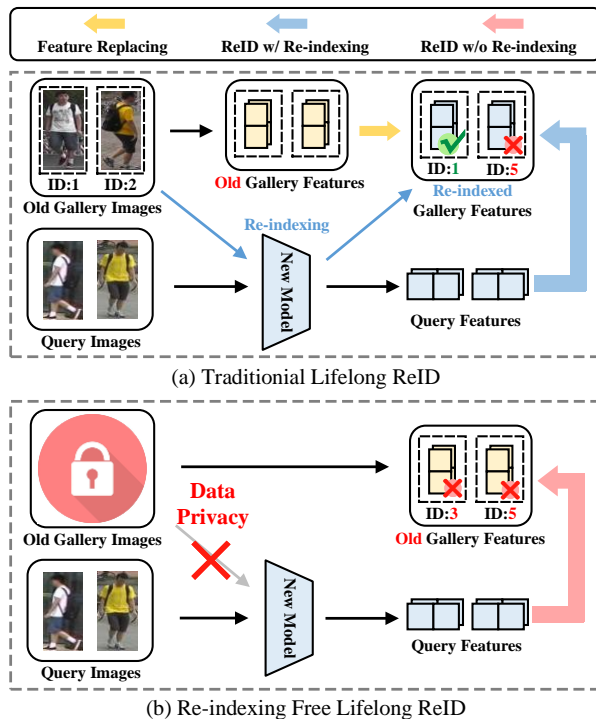 Feature Replacing
ReID w/ Re-indexing
ReID w/o Re-indexing
ID:1
ID:2
Old Gallery Images
Old Gallery Features
ID:1
ID:5
Re-indexed
Gallery Features
Re-indexing
New Model
Query Images
Query Features
(a) Traditionial Lifelong ReID
Data
Privacy
Old Gallery Images
ID:3
ID:5
Old Gallery Features
New Model
Query Images
Query Features
(b) Re-indexing Free Lifelong ReID